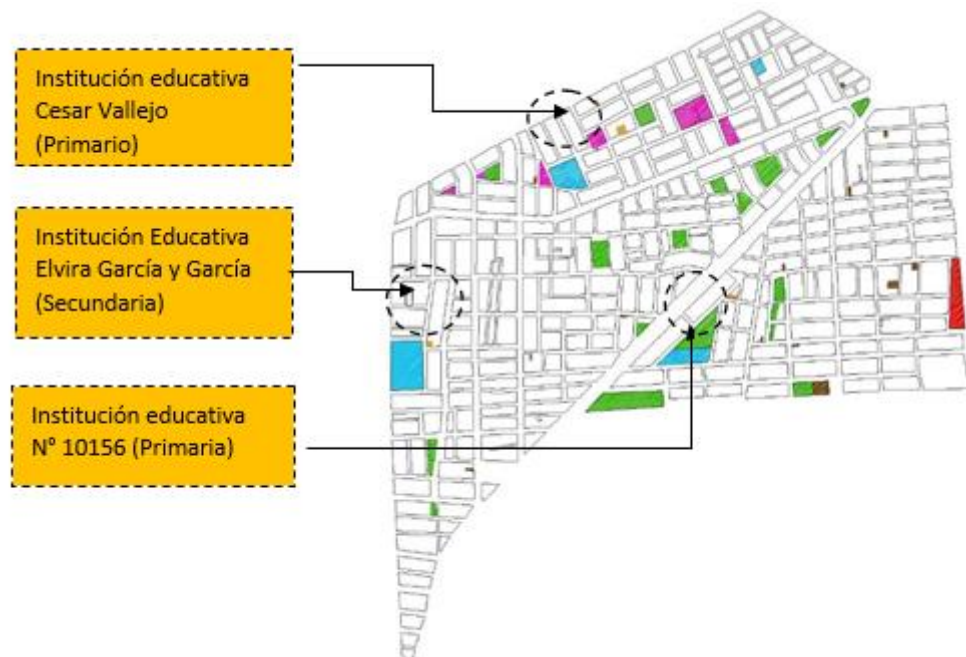 Institución educativa
Cesar Vallejo
(Primario)
Institución Educativa
Elvira García y García
(Secundaria)
Institución educativa
Nº 10156 (Primaria)